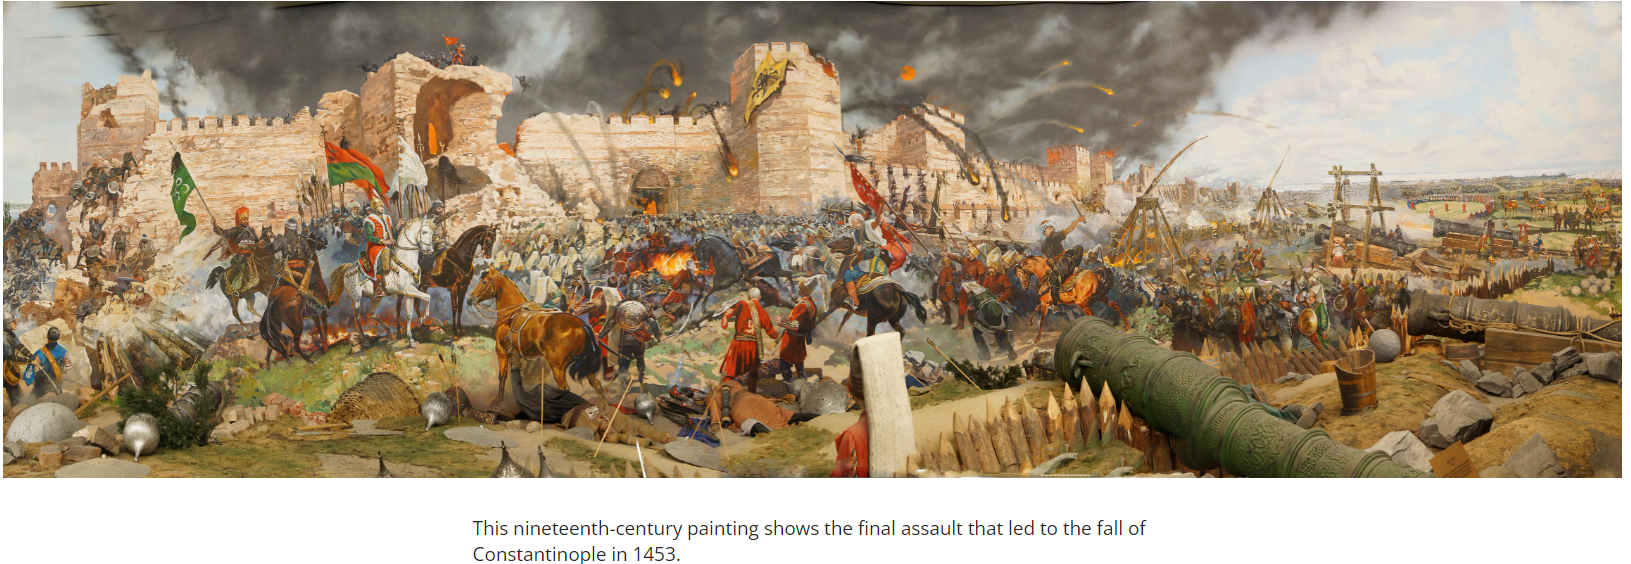 This nineteenth-century painting shows the final assault that led to the fall of
Constantinople in 1453.